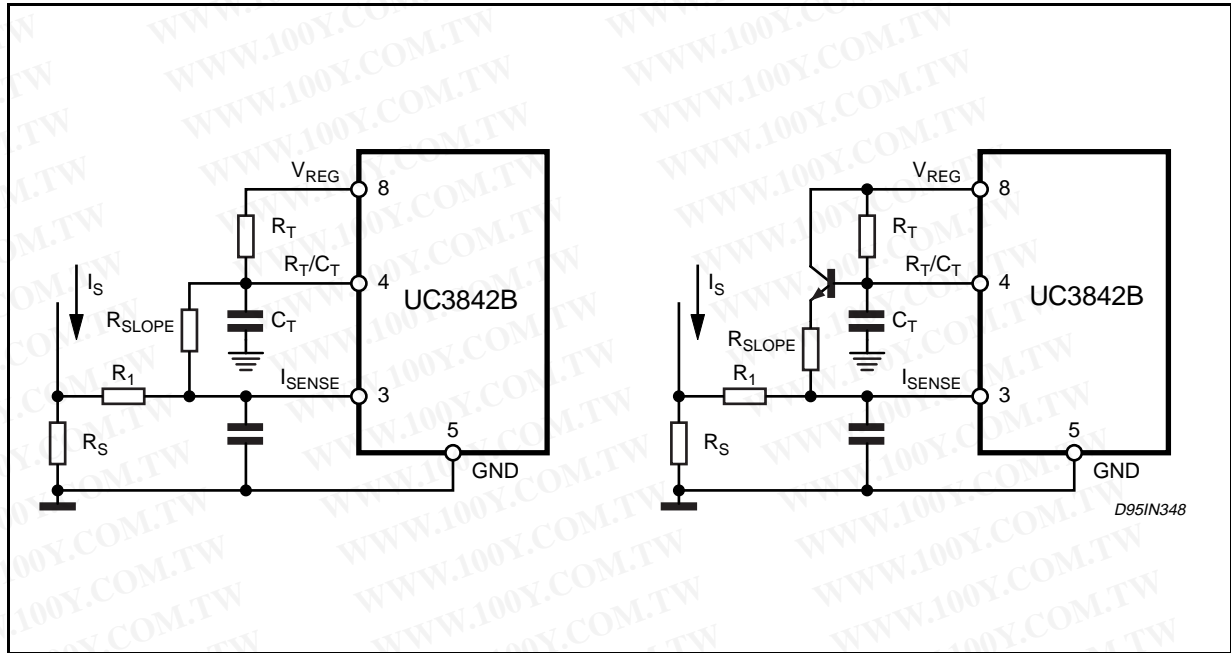 WWW.100Y.COM.TW
V_REG
8
R_T
R_T/C_T
4
I_S
UC3842B
R_SLOPE
C_T
R_1
I_SENSE
3
R_S
5
GND
V_REG
8
R_T
R_T/C_T
4
I_S
UC3842B
R_SLOPE
C_T
R_1
I_SENSE
3
R_S
5
GND
D95IN348